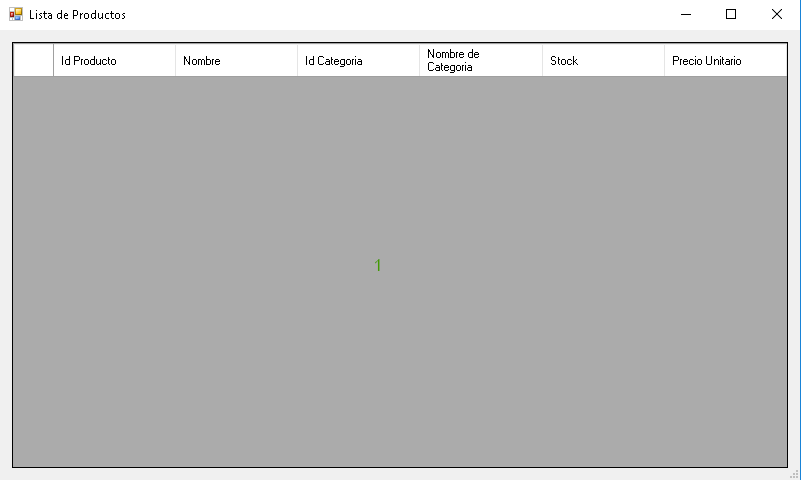 Lista de Productos
Id Producto
Nombre
Id Categoria
Nombre de
Categoria
Stock
Precio Unitario
1